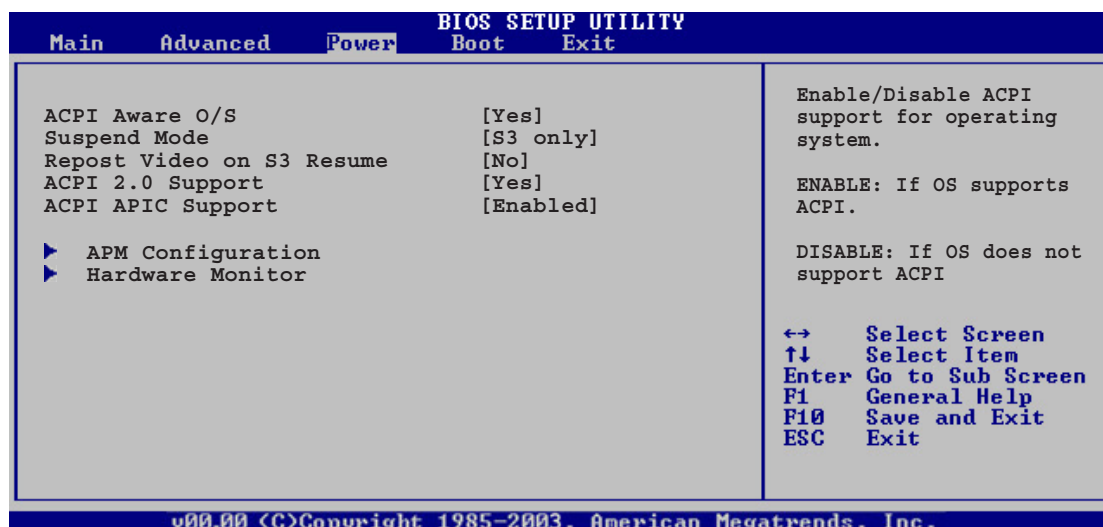 BIOS SETUP UTILITY
Main Advanced Power Boot Exit
ACPI Aware O/S [Yes]
Suspend Mode [S3 only]
Repost Video on S3 Resume [No]
ACPI 2.0 Support [Yes]
ACPI APIC Support [Enabled]
APM Configuration
Hardware Monitor
Enable/Disable ACPI
support for operating
system.
ENABLE: If OS supports
ACPI.
DISABLE: If OS does not
support ACPI
←→ Select Screen
↑↓ Select Item
Enter Go to Sub Screen
F1 General Help
F10 Save and Exit
ESC Exit
v00.00 (C)Copyright 1985-2003, American Megatrends, Inc.